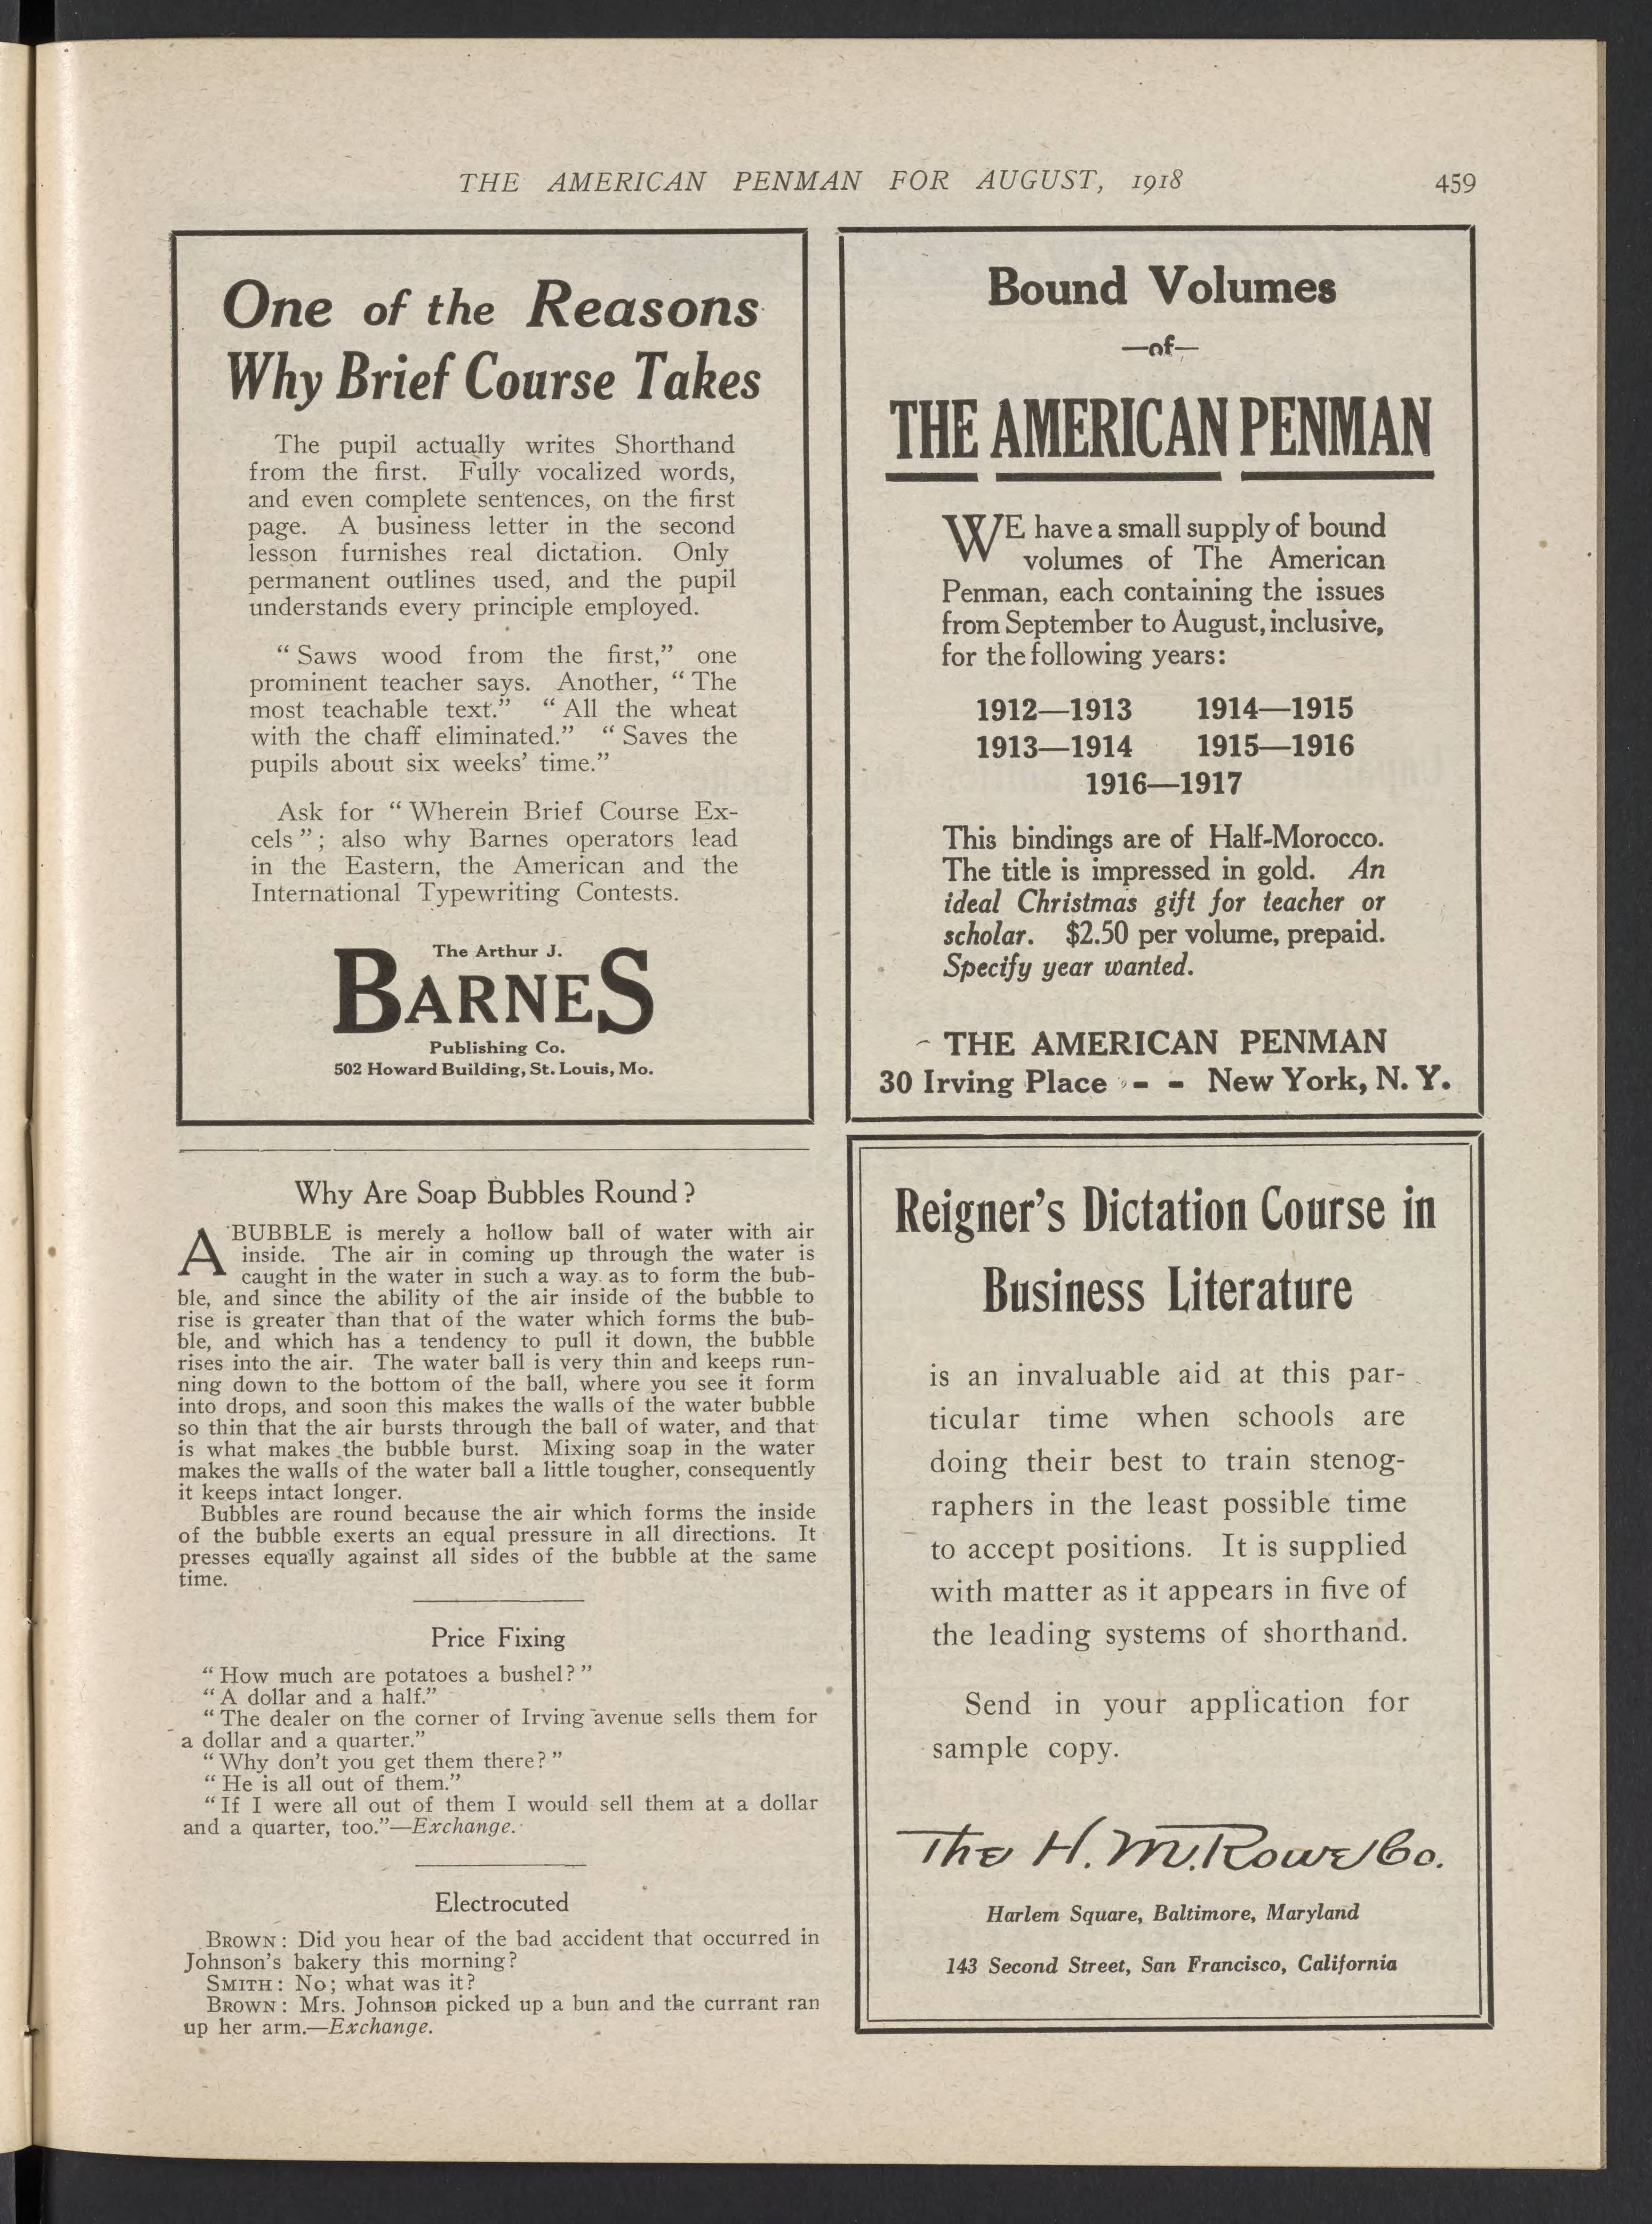 THE AMERICAN PENMAN FOR AUGUST, 1918 459
One of the Reasons
Why Brief Course Takes
The pupil actually writes Shorthand
from the first. Fully vocalized words,
and even complete sentences, on the first
page. A business letter in the second
lesson furnishes real dictation. Only
permanent outlines used, and the pupil
understands every principle employed.
“Saws wood from the first,” one
prominent teacher says. Another, “The
most teachable text.” “All the wheat
with the chaff eliminated.” “Saves the
pupils about six weeks’ time.”
Ask for “Wherein Brief Course Ex-
cels”; also why Barnes operators lead
in the Eastern, the American and the
International Typewriting Contests.
The Arthur J.
BARNES
Publishing Co.
502 Howard Building, St. Louis, Mo.
Why Are Soap Bubbles Round?
A BUBBLE is merely a hollow ball of water with air
inside. The air in coming up through the water is
caught in the water in such a way as to form the bub-
ble, and since the ability of the air inside of the bubble to
rise is greater than that of the water which forms the bub-
ble, and which has a tendency to pull it down, the bubble
rises into the air. The water ball is very thin and keeps run-
ning down to the bottom of the ball, where you see it form
into drops, and soon this makes the walls of the water bubble
so thin that the air bursts through the ball of water, and that
is what makes the bubble burst. Mixing soap in the water
makes the walls of the water ball a little tougher, consequently
it keeps intact longer.
Bubbles are round because the air which forms the inside
of the bubble exerts an equal pressure in all directions. It
presses equally against all sides of the bubble at the same
time.
Price Fixing
“How much are potatoes a bushel?”
“A dollar and a half.”
“The dealer on the corner of Irving avenue sells them for
a dollar and a quarter.”
“Why don’t you get them there?”
“He is all out of them.”
“If I were all out of them I would sell them at a dollar
and a quarter, too.”—Exchange.
Electrocuted
BROWN: Did you hear of the bad accident that occurred in
Johnson’s bakery this morning?
SMITH: No; what was it?
BROWN: Mrs. Johnson picked up a bun and the currant ran
up her arm.—Exchange.
Bound Volumes
—of—
THE AMERICAN PENMAN
WE have a small supply of bound
volumes of The American
Penman, each containing the issues
from September to August, inclusive,
for the following years:
1912—1913 1914—1915
1913—1914 1915—1916
1916—1917
This bindings are of Half-Morocco.
The title is impressed in gold. An
ideal Christmas gift for teacher or
scholar. $2.50 per volume, prepaid.
Specify year wanted.
THE AMERICAN PENMAN
30 Irving Place - - New York, N. Y.
Reigner’s Dictation Course in
Business Literature
is an invaluable aid at this par-
ticular time when schools are
doing their best to train stenog-
raphers in the least possible time
to accept positions. It is supplied
with matter as it appears in five of
the leading systems of shorthand.
Send in your application for
sample copy.
The H. M. Rowe Co.
Harlem Square, Baltimore, Maryland
143 Second Street, San Francisco, California